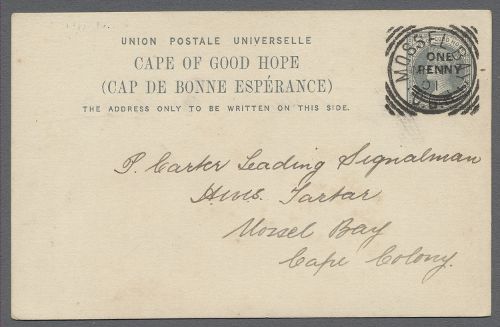 UNION POSTALE UNIVERSELLE
CAPE OF GOOD HOPE
(CAP DE BONNE ESPÉRANCE)
THE ADDRESS ONLY TO BE WRITTEN ON THIS SIDE.
MOSSEL BAY
ONE
PENNY
P. Carter Leading Signalman
H.M.S. Tartar
Mossel Bay
Cape Colony.